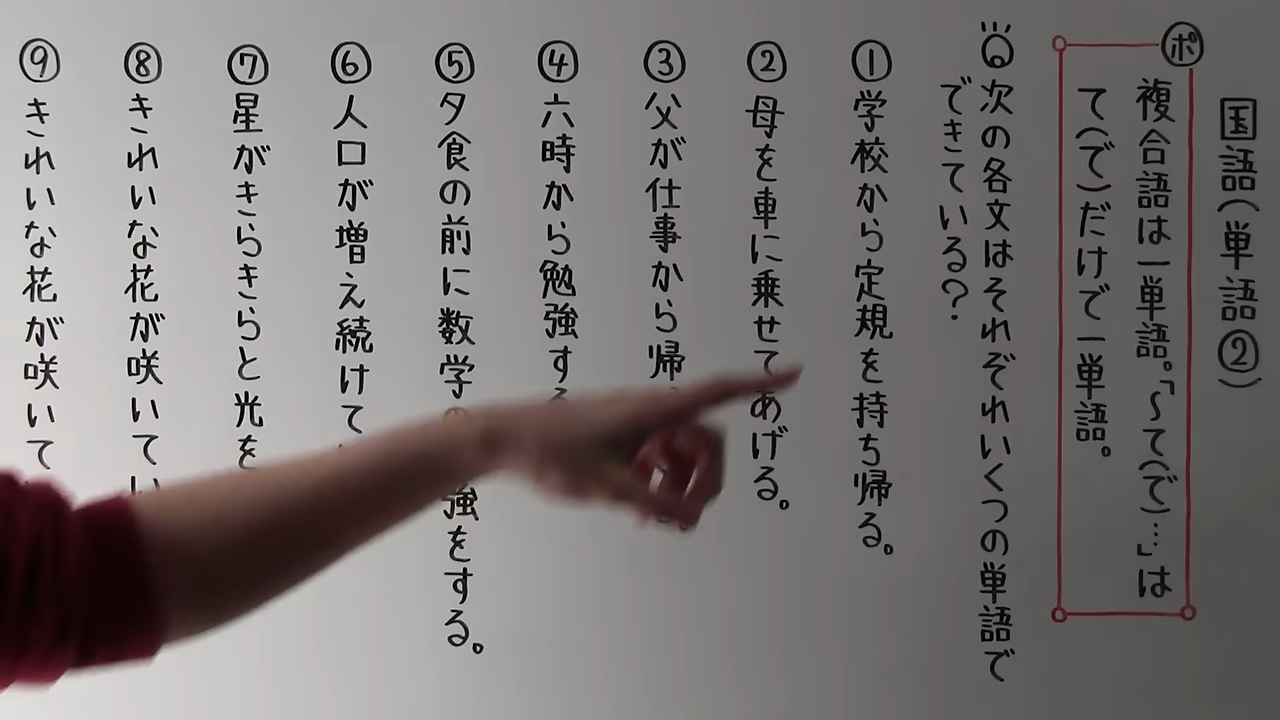 国語(単語②)
ポ
複合語は一単語。「〜て(で)…」は
て(で)だけで一単語。
次の各文はそれぞれいくつの単語で
できている?
①学校から定規を持ち帰る。
②母を車に乗せてあげる。
③父が仕事から帰
④六時から勉強す
⑤夕食の前に数学 強をする。
⑥人口が増え続けて
⑦星がきらきらと光を
⑧きれいな花が咲いてい
⑨きれいな花が咲いて